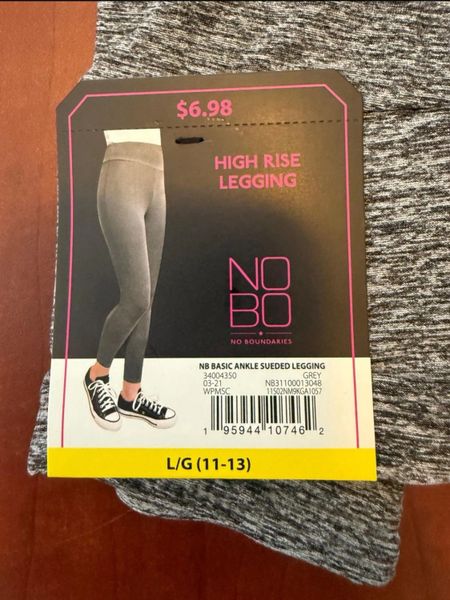 $6.98
HIGH RISE
LEGGING
NO
BO
NO BOUNDARIES
NB BASIC ANKLE SUEDED LEGGING
34004350 GREY
03-21 NB31100013048
WPMSC 11502NM9KGA1057
1 95944 10746 2
L/G (11-13)